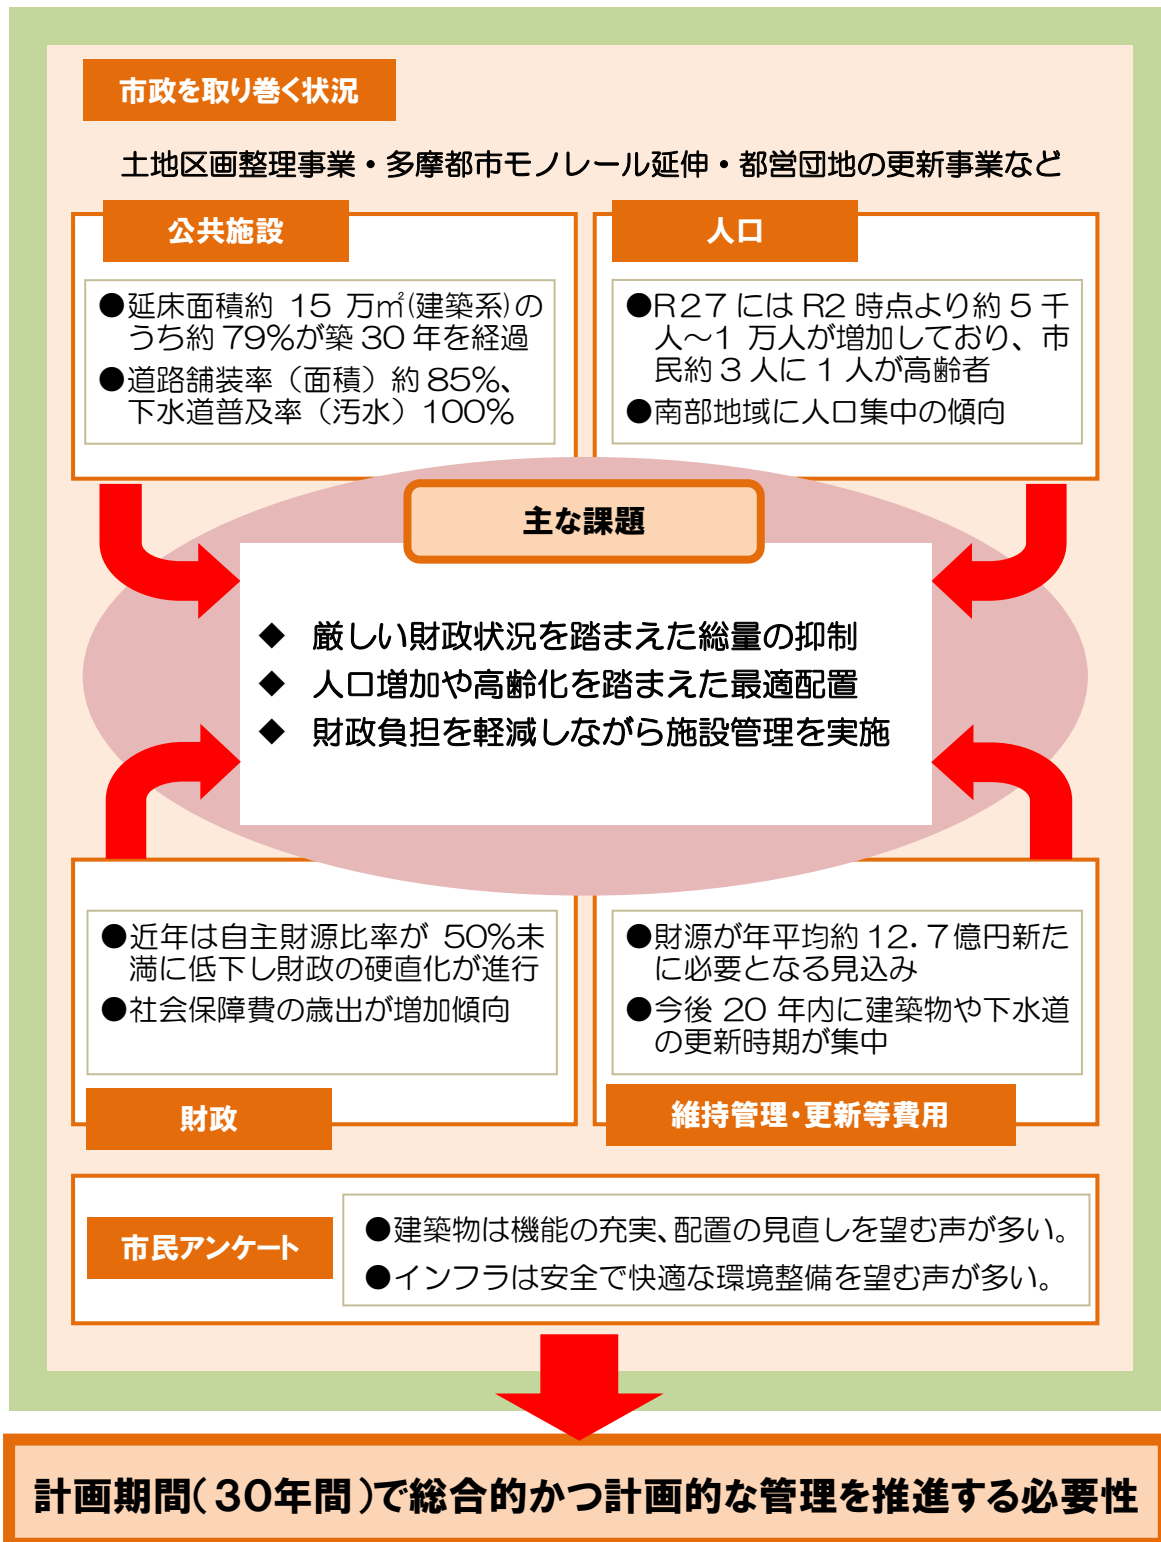 市政を取り巻く状況
土地区画整理事業・多摩都市モノレール延伸・都営団地の更新事業など
公共施設
●延床面積約 15 万㎡(建築系)の
うち約 79%が築 30 年を経過
●道路舗装率（面積）約 85%、
下水道普及率（汚水）100%
人口
●R27 には R2 時点より約 5 千
人～1 万人が増加しており、市
民約 3 人に 1 人が高齢者
●南部地域に人口集中の傾向
主な課題
◆ 厳しい財政状況を踏まえた総量の抑制
◆ 人口増加や高齢化を踏まえた最適配置
◆ 財政負担を軽減しながら施設管理を実施
●近年は自主財源比率が 50%未
満に低下し財政の硬直化が進行
●社会保障費の歳出が増加傾向
財政
●財源が年平均約 12.7億円新た
に必要となる見込み
●今後 20 年内に建築物や下水道
の更新時期が集中
維持管理・更新等費用
市民アンケート
●建築物は機能の充実、配置の見直しを望む声が多い。
●インフラは安全で快適な環境整備を望む声が多い。
計画期間（30年間）で総合的かつ計画的な管理を推進する必要性